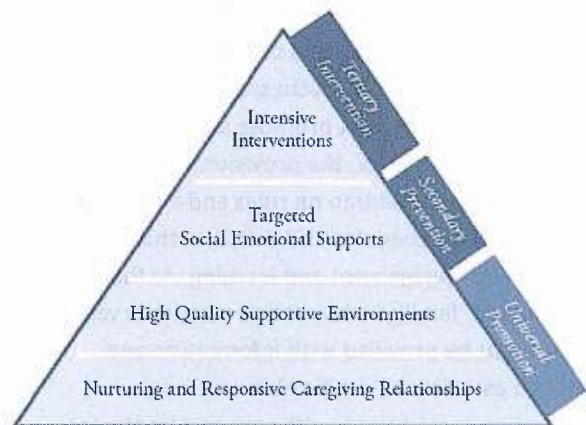 Intensive
Interventions
Targeted
Social Emotional Supports
High Quality Supportive Environments
Nurturing and Responsive Caregiving Relationships
Tertiary
Intervention
Secondary
Prevention
Universal
Prevention